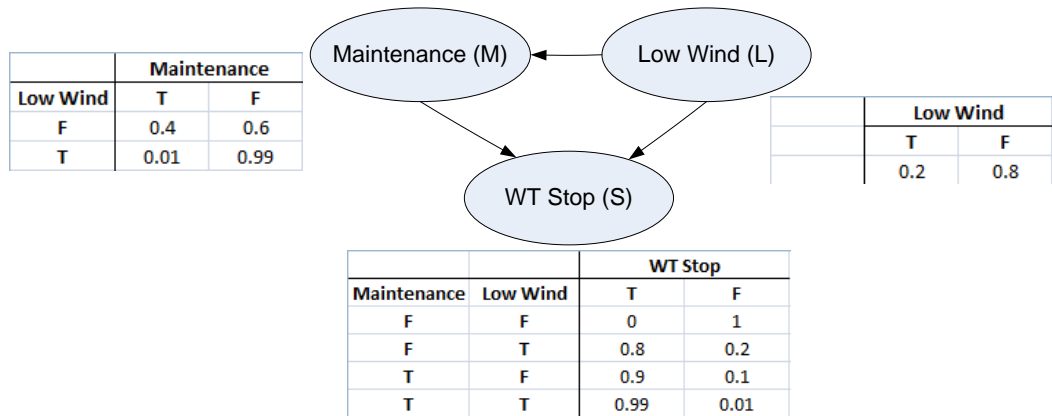 Maintenance (M)
Low Wind (L)
Maintenance
Low Wind T F
F 0.4 0.6
T 0.01 0.99
Low Wind
T F
0.2 0.8
WT Stop (S)
WT Stop
Maintenance Low Wind T F
F F 0 1
F T 0.8 0.2
T F 0.9 0.1
T T 0.99 0.01